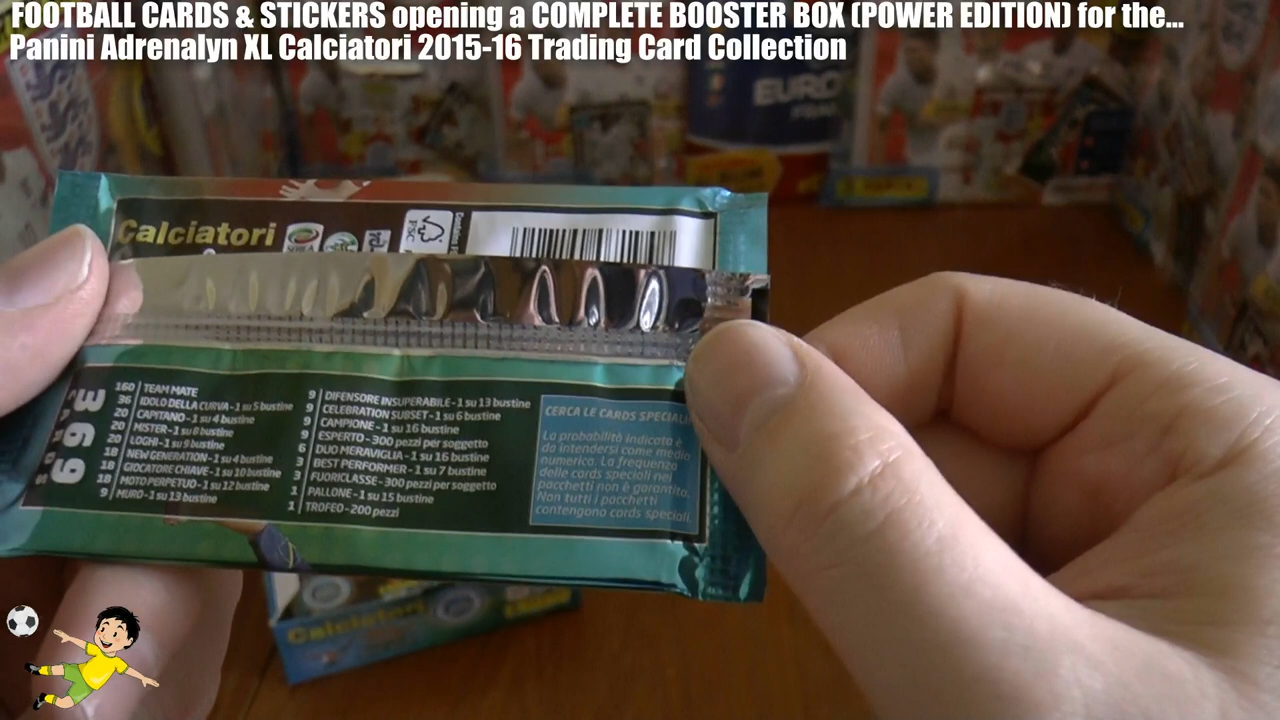 FOOTBALL CARDS & STICKERS opening a COMPLETE BOOSTER BOX (POWER EDITION) for the...
Panini Adrenalyn XL Calciatori 2015-16 Trading Card Collection
EURO
Calciatori
FSC
369
CARDS
160 TEAM MATE
36 IDOLO DELLA CURVA - 1 su 5 bustine
20 CAPITANO - 1 su 4 bustine
20 MISTER - 1 su 8 bustine
20 LOGHI - 1 su 9 bustine
18 NEW GENERATION - 1 su 4 bustine
18 GIOCATORE CHIAVE - 1 su 10 bustine
18 MOTO PERPETUO - 1 su 12 bustine
9 MURO - 1 su 13 bustine
9 DIFENSORE INSUPERABILE - 1 su 13 bustine
9 CELEBRATION SUBSET - 1 su 6 bustine
9 CAMPIONE - 1 su 16 bustine
9 ESPERTO - 300 pezzi per soggetto
6 DUO MERAVIGLIA - 1 su 16 bustine
3 BEST PERFORMER - 1 su 7 bustine
3 FUORICLASSE - 300 pezzi per soggetto
1 PALLONE - 1 su 15 bustine
1 TROFEO - 200 pezzi
CERCA LE CARDS SPECIALI
La probabilità indicata è
da intendersi come media
numerica. La frequenza
delle cards speciali nei
pacchetti non è garantita.
Non tutti i pacchetti
contengono cards speciali.
Calciatori